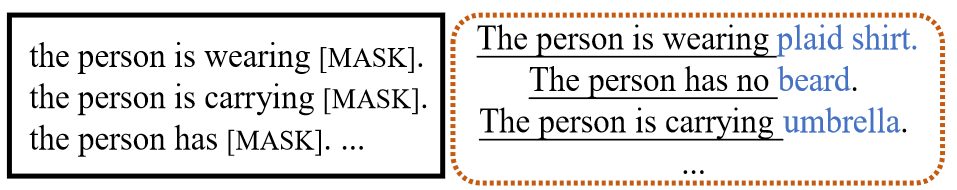 the person is wearing [MASK].
the person is carrying [MASK].
the person has [MASK]. ...
The person is wearing plaid shirt.
The person has no beard.
The person is carrying umbrella.
...